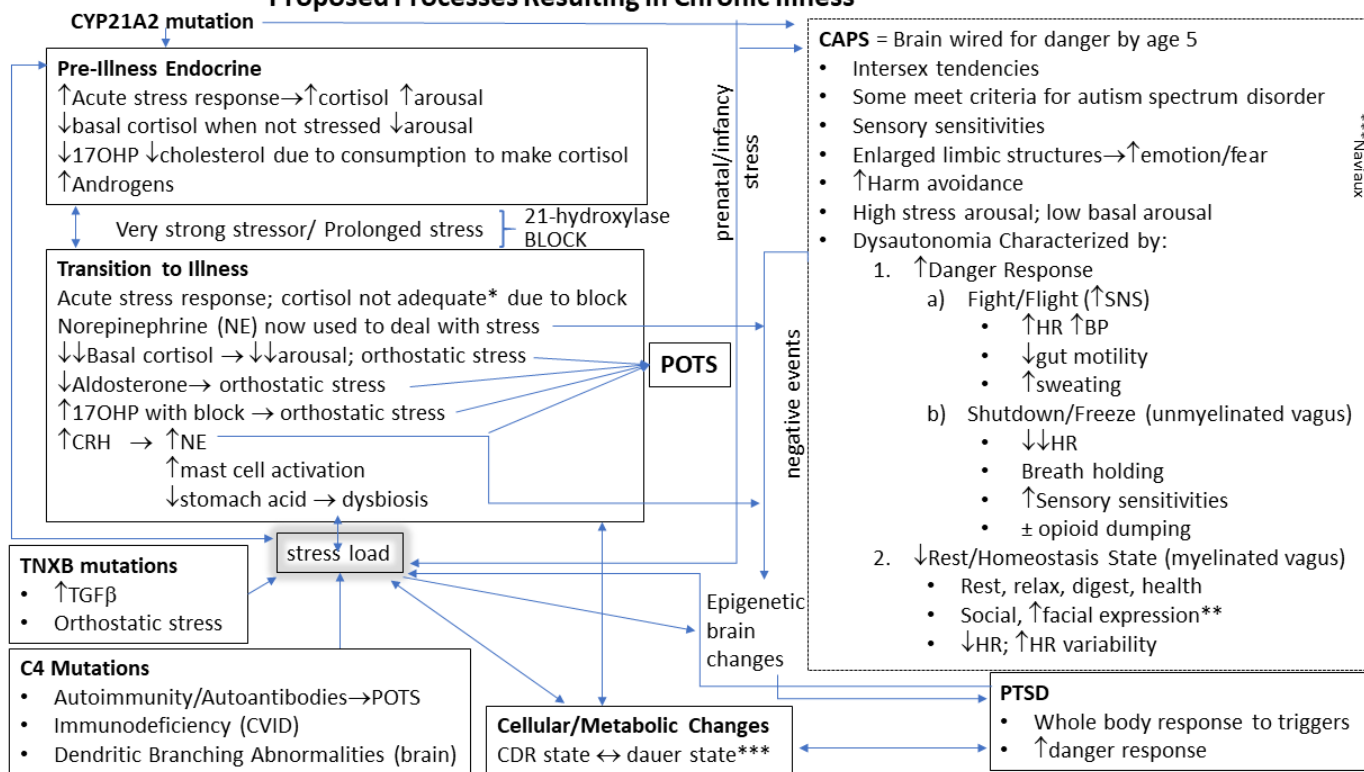 Proposed Processes Resulting in Chronic Illness
CYP21A2 mutation
Pre-Illness Endocrine
↑Acute stress response→↑cortisol ↑arousal
↓basal cortisol when not stressed ↓arousal
↓17OHP ↓cholesterol due to consumption to make cortisol
↑Androgens
Very strong stressor/ Prolonged stress
21-hydroxylase
BLOCK
Transition to Illness
Acute stress response; cortisol not adequate* due to block
Norepinephrine (NE) now used to deal with stress
↓↓Basal cortisol → ↓↓arousal; orthostatic stress
↓Aldosterone→ orthostatic stress
↑17OHP with block → orthostatic stress
↑CRH → ↑NE
↑mast cell activation
↓stomach acid → dysbiosis
POTS
stress load
TNXB mutations
• ↑TGFβ
• Orthostatic stress
C4 Mutations
• Autoimmunity/Autoantibodies→POTS
• Immunodeficiency (CVID)
• Dendritic Branching Abnormalities (brain)
prenatal/infancy
stress
negative events
Epigenetic
brain
changes
Cellular/Metabolic Changes
CDR state ↔ dauer state***
CAPS = Brain wired for danger by age 5
• Intersex tendencies
• Some meet criteria for autism spectrum disorder
• Sensory sensitivities
• Enlarged limbic structures→↑emotion/fear
• ↑Harm avoidance
• High stress arousal; low basal arousal
• Dysautonomia Characterized by:
1. ↑Danger Response
a) Fight/Flight (↑SNS)
• ↑HR ↑BP
• ↓gut motility
• ↑sweating
b) Shutdown/Freeze (unmyelinated vagus)
• ↓↓HR
• Breath holding
• ↑Sensory sensitivities
• ± opioid dumping
2. ↓Rest/Homeostasis State (myelinated vagus)
• Rest, relax, digest, health
• Social, ↑facial expression**
• ↓HR; ↑HR variability
***Naviaux
PTSD
• Whole body response to triggers
• ↑danger response